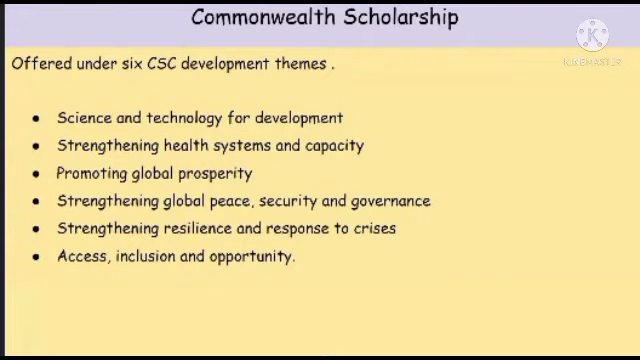 Commonwealth Scholarship
K
KINEMASTER
Offered under six CSC development themes .
● Science and technology for development
● Strengthening health systems and capacity
● Promoting global prosperity
● Strengthening global peace, security and governance
● Strengthening resilience and response to crises
● Access, inclusion and opportunity.